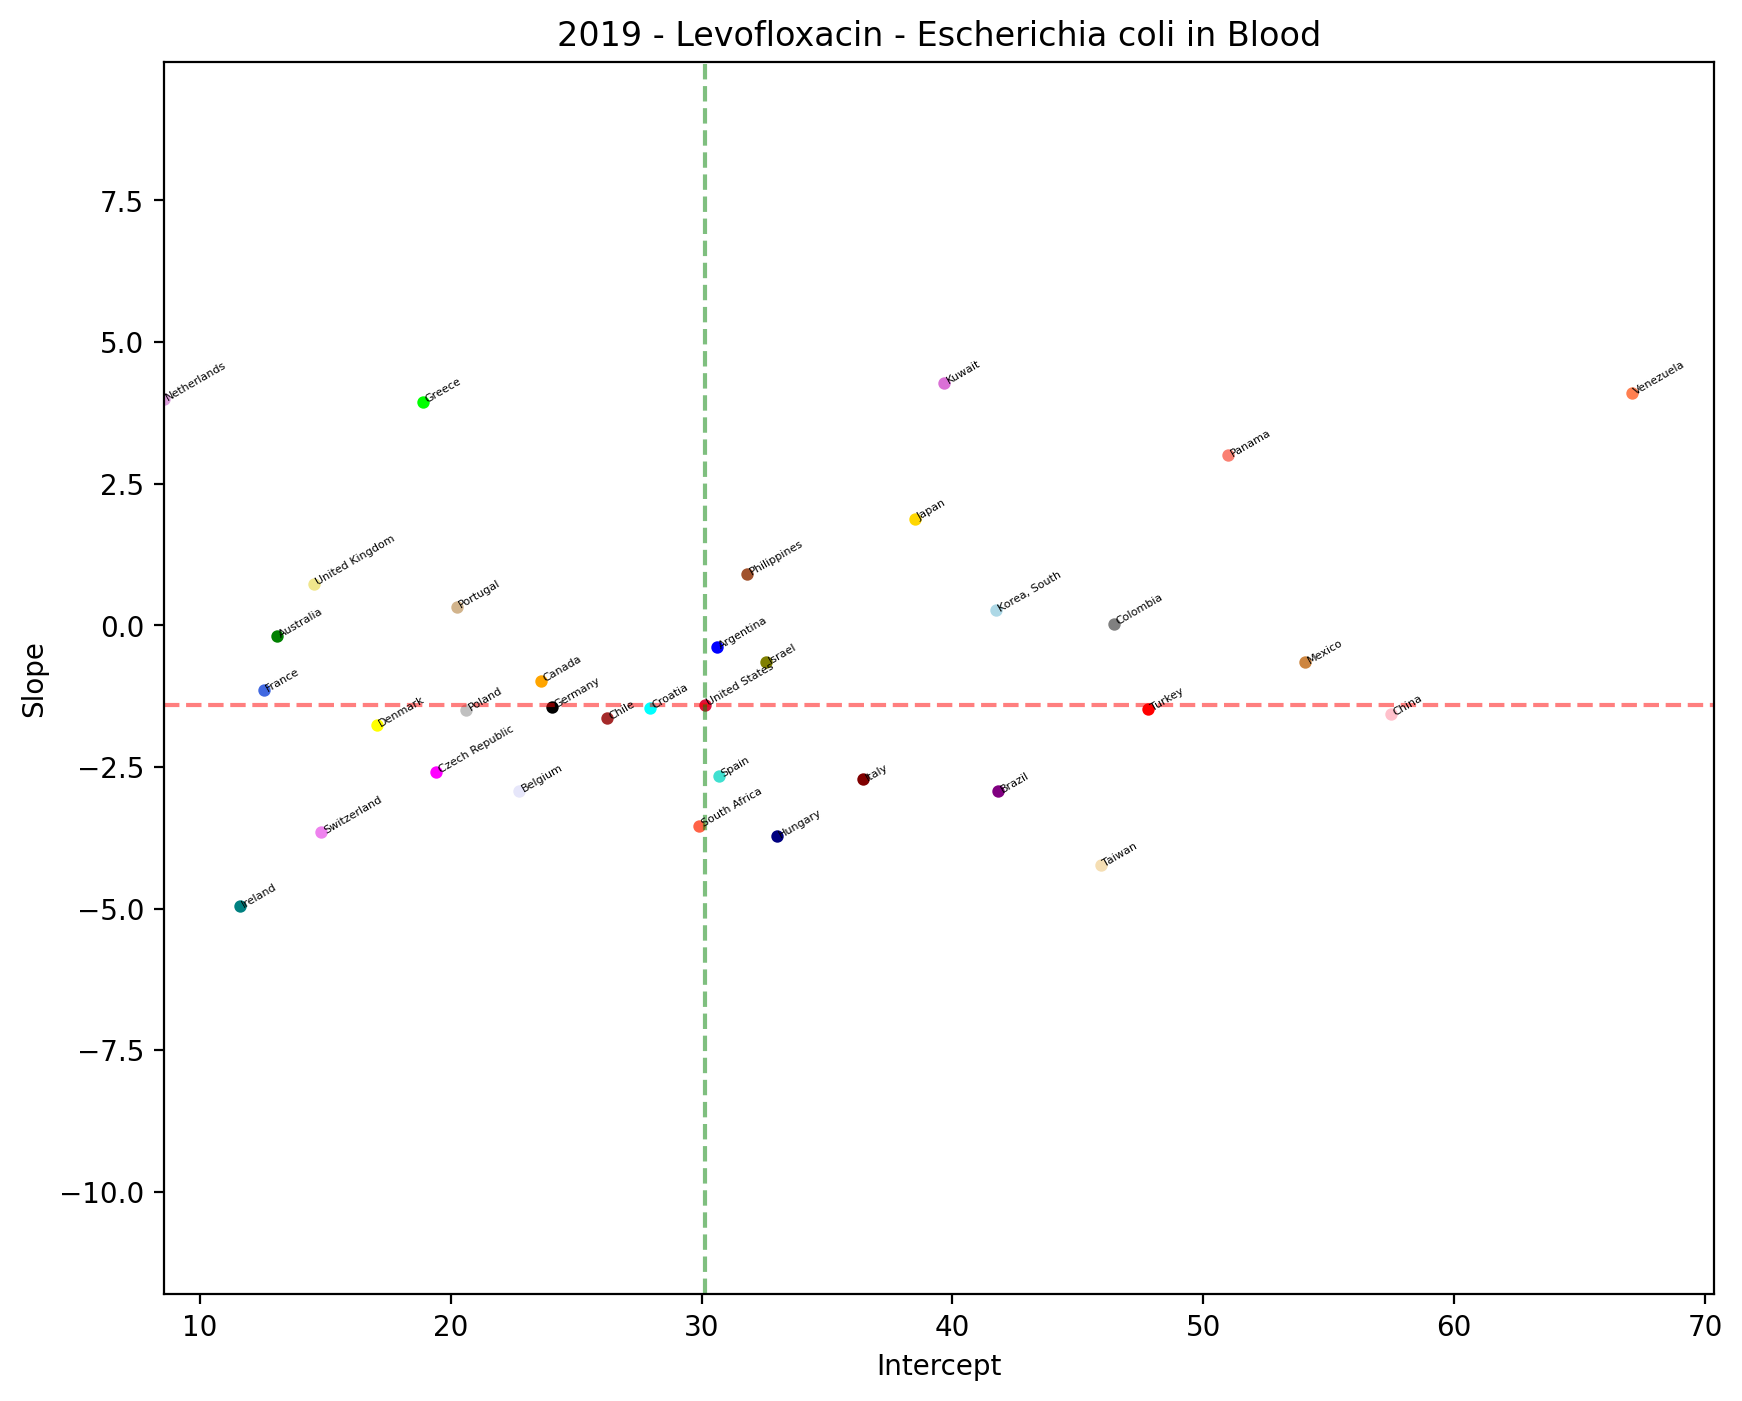 2019 - Levofloxacin - Escherichia coli in Blood
Slope
7.5
5.0
2.5
0.0
−2.5
−5.0
−7.5
−10.0
Netherlands
Greece
Kuwait
Venezuela
Panama
Japan
United Kingdom
Philippines
Portugal
Korea, South
Australia
Colombia
Argentina
Israel
Mexico
France
Canada
United States
Denmark
Poland
Germany
Chile
Croatia
Turkey
China
Czech Republic
Belgium
Spain
Italy
Brazil
Switzerland
South Africa
Hungary
Taiwan
Ireland
10 20 30 40 50 60 70
Intercept